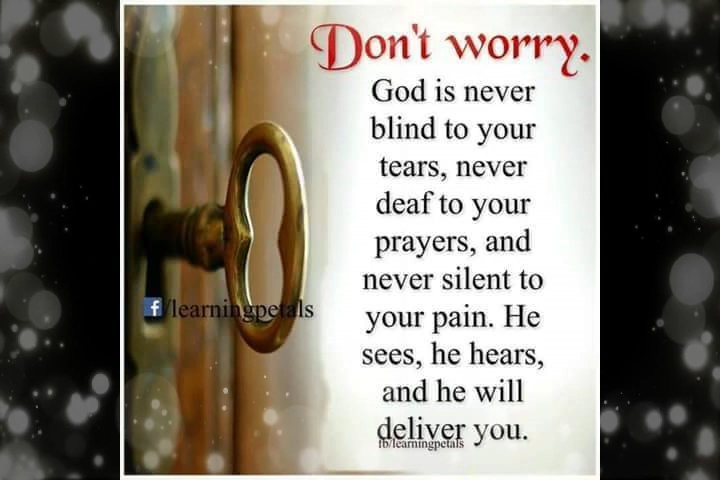 Don't worry.
God is never
blind to your
tears, never
deaf to your
prayers, and
never silent to
your pain. He
sees, he hears,
and he will
deliver you.
fb/learningpetals
f/learningpetals